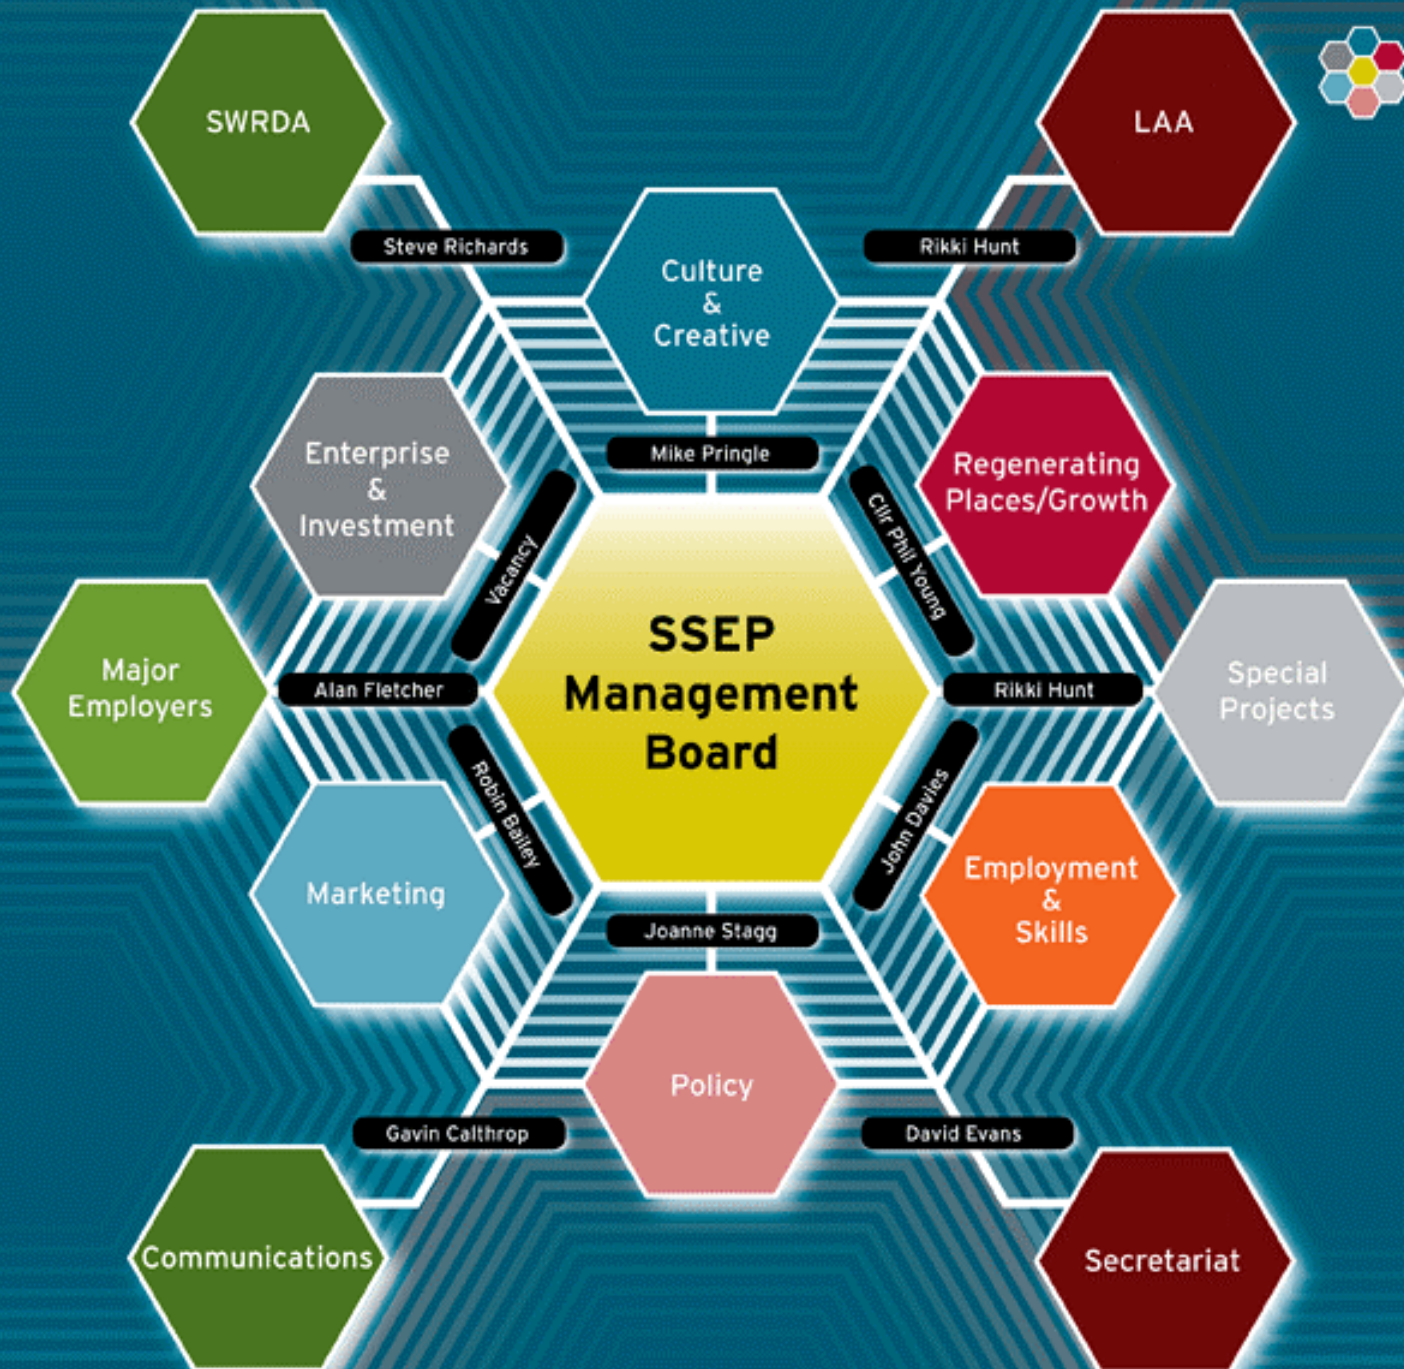 SWRDA
LAA
Steve Richards
Rikki Hunt
Culture
&
Creative
Mike Pringle
Enterprise
&
Investment
Regenerating
Places/Growth
Vacancy
Cllr Phil Young
SSEP
Management
Board
Major
Employers
Alan Fletcher
Rikki Hunt
Special
Projects
Robin Bailey
John Davies
Marketing
Employment
&
Skills
Joanne Stagg
Policy
Gavin Calthrop
David Evans
Communications
Secretariat